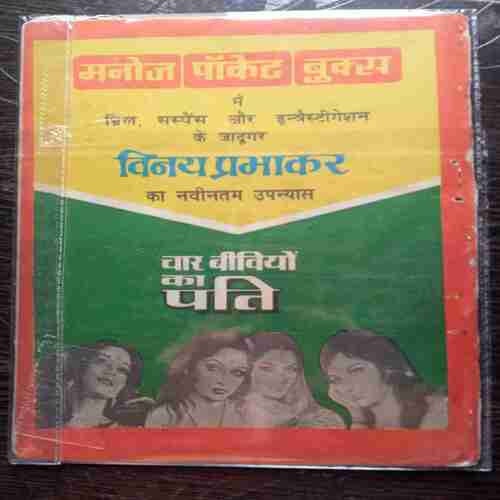 मनोज पॉकेट बुक्स
में
थ्रिल, सस्पेंस और इन्वैस्टीगेशन
के जादूगर
विनय प्रभाकर
का नवीनतम उपन्यास
चार बीवियों
का
पति